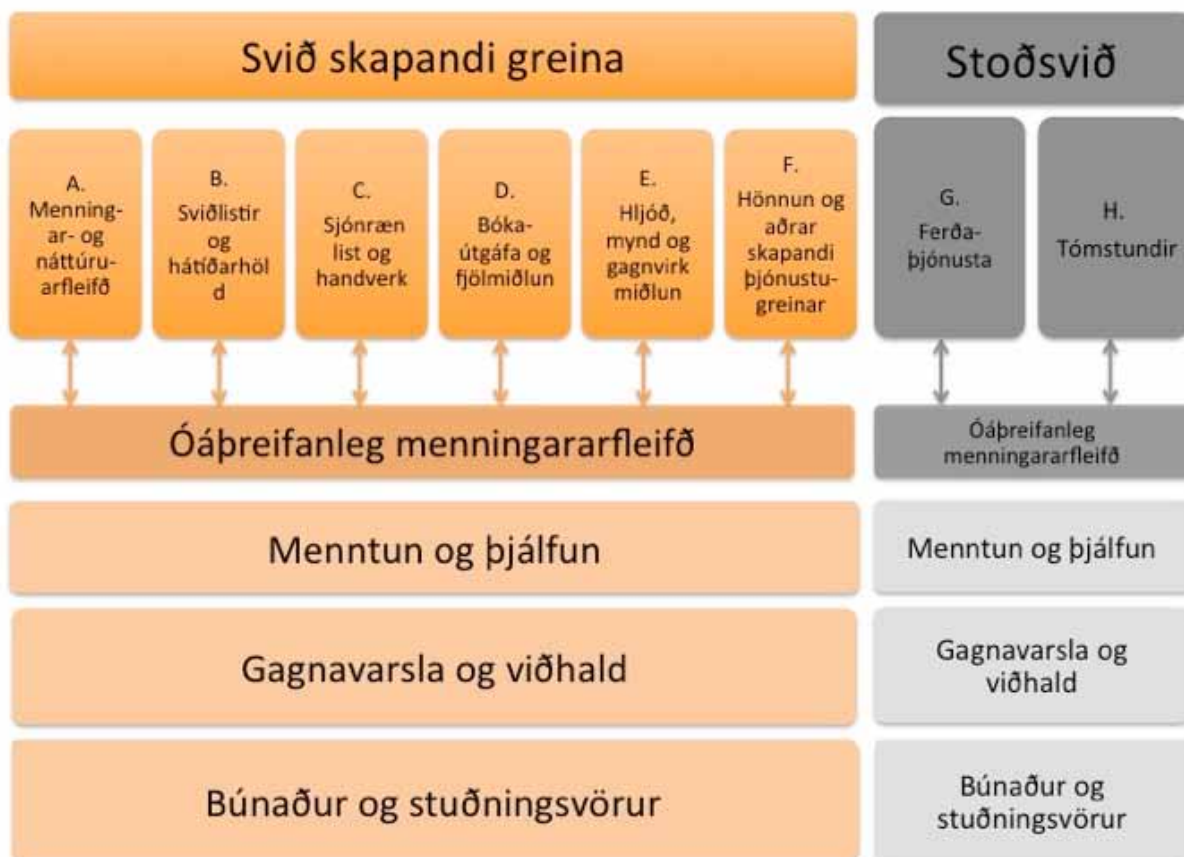 Svið skapandi greina
Stoðsvið
A.
Menning-
ar- og
náttúru-
arfleifð
B.
Sviðlistir
og
hátíðarhöl
d
C.
Sjónræn
list og
handverk
D.
Bóka-
útgáfa og
fjölmiðlun
E.
Hljóð,
mynd og
gagnvirk
miðlun
F.
Hönnun og
aðrar
skapandi
þjónustu-
greinar
G.
Ferða-
þjónusta
H.
Tómstundir
Óáþreifanleg menningararfleifð
Óáþreifanleg
menningararfleifð
Menntun og þjálfun
Menntun og þjálfun
Gagnavarsla og viðhald
Gagnavarsla og
viðhald
Búnaður og stuðningsvörur
Búnaður og
stuðningsvörur